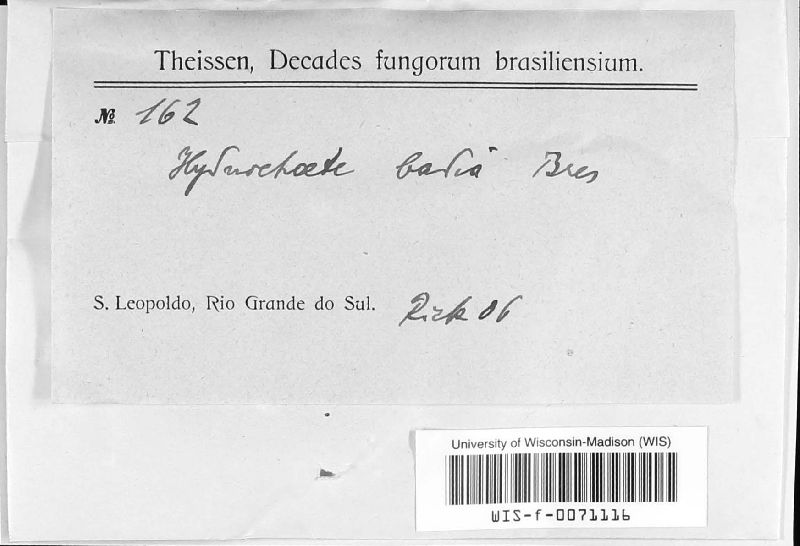 Theissen, Decades fungorum brasiliensium.
№ 162
Hydnochaete badia Bres
S. Leopoldo, Rio Grande do Sul. Rick 06
University of Wisconsin-Madison (WIS)
WIS-f-0071116